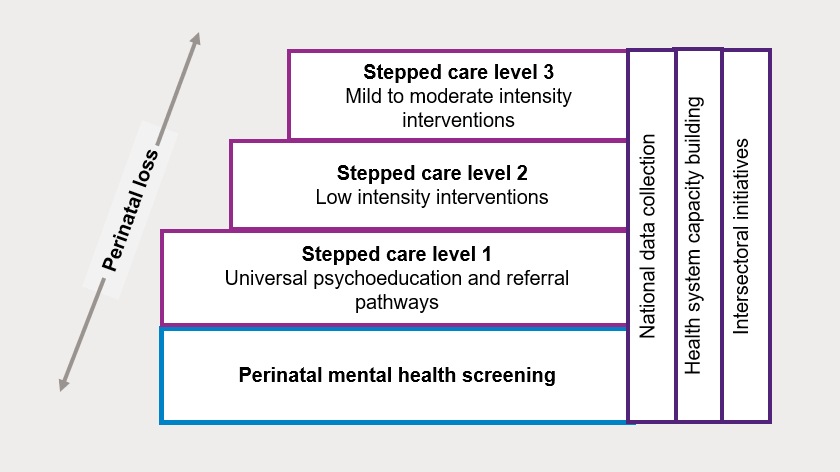 Stepped care level 3
Mild to moderate intensity
interventions
Stepped care level 2
Low intensity interventions
Stepped care level 1
Universal psychoeducation and referral
pathways
Perinatal mental health screening
Perinatal loss
National data collection
Health system capacity building
Intersectoral initiatives